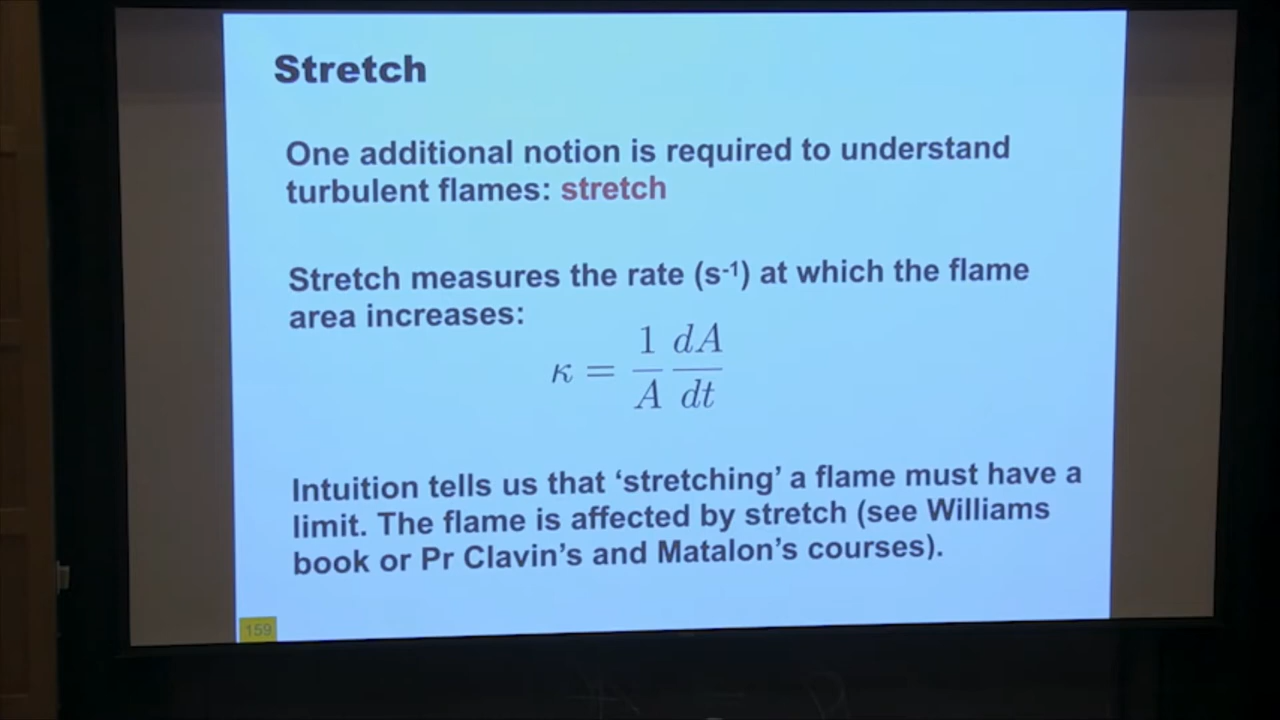 Stretch
One additional notion is required to understand
turbulent flames: stretch
Stretch measures the rate (s⁻¹) at which the flame
area increases:
κ = 1/A dA/dt
Intuition tells us that ‘stretching’ a flame must have a
limit. The flame is affected by stretch (see Williams
book or Pr Clavin’s and Matalon’s courses).
159